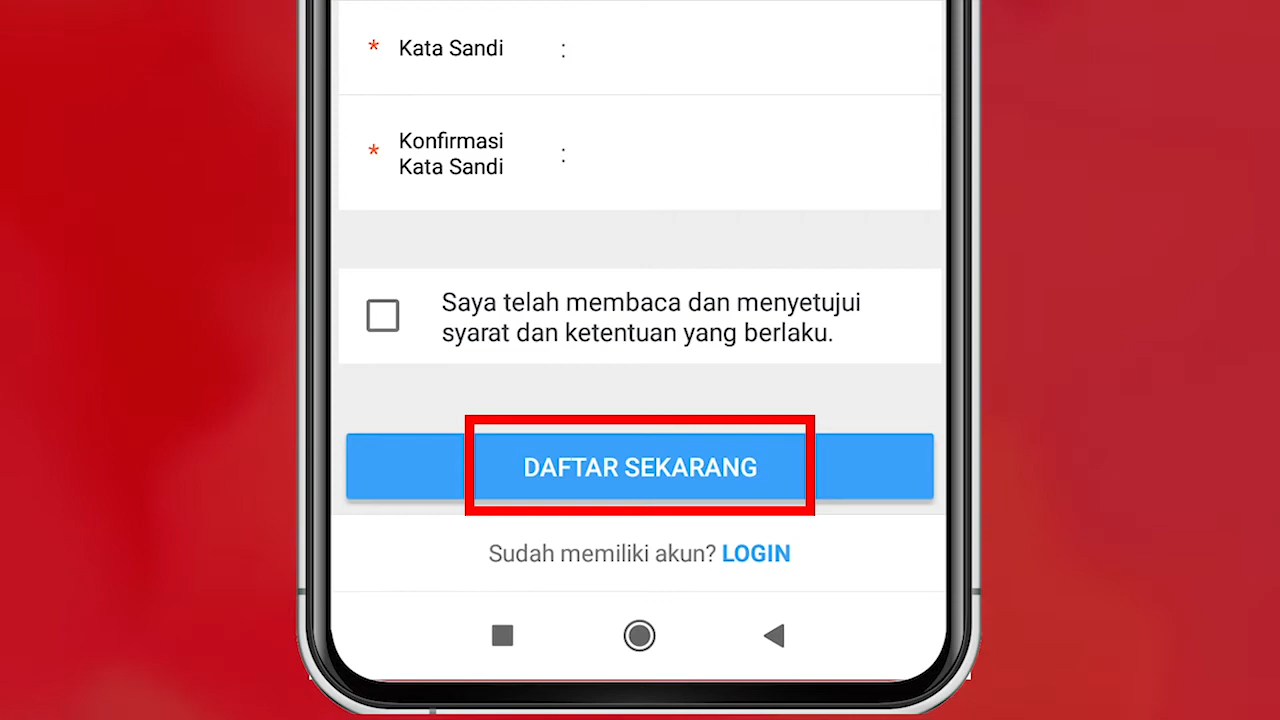 * Kata Sandi :
* Konfirmasi
Kata Sandi :
Saya telah membaca dan menyetujui
syarat dan ketentuan yang berlaku.
DAFTAR SEKARANG
Sudah memiliki akun? LOGIN